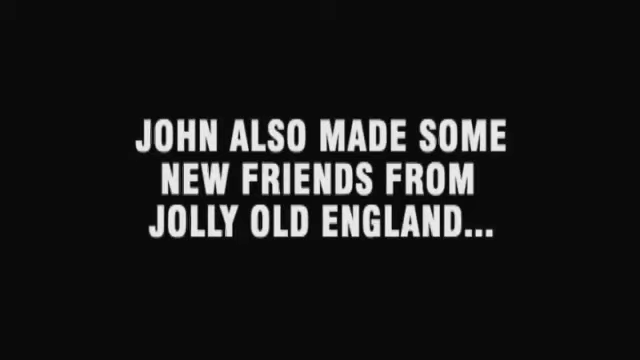 JOHN ALSO MADE SOME
NEW FRIENDS FROM
JOLLY OLD ENGLAND...